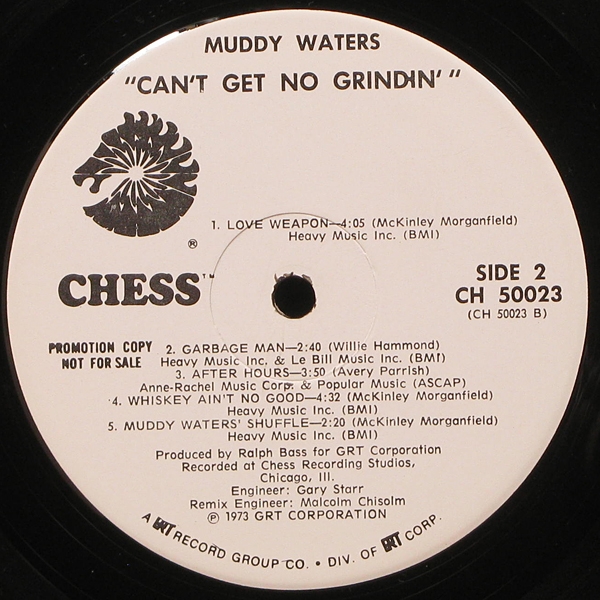 MUDDY WATERS
"CAN'T GET NO GRINDIN'"
1. LOVE WEAPON—4:05 (McKinley Morganfield)
Heavy Music Inc. (BMI)
®
CHESS™
SIDE 2
CH 50023
(CH 50023 B)
PROMOTION COPY
NOT FOR SALE
2. GARBAGE MAN—2:40 (Willie Hammond)
Heavy Music Inc. & Le Bill Music Inc. (BMI)
3. AFTER HOURS—3:50 (Avery Parrish)
Anne-Rachel Music Corp. & Popular Music (ASCAP)
4. WHISKEY AIN'T NO GOOD—4:32 (McKinley Morganfield)
Heavy Music Inc. (BMI)
5. MUDDY WATERS' SHUFFLE—2:20 (McKinley Morganfield)
Heavy Music Inc. (BMI)
Produced by Ralph Bass for GRT Corporation
Recorded at Chess Recording Studios,
Chicago, Ill.
Engineer: Gary Starr
Remix Engineer: Malcolm Chisolm
℗ 1973 GRT CORPORATION
A GRT RECORD GROUP CO. • DIV. OF GRT CORP.